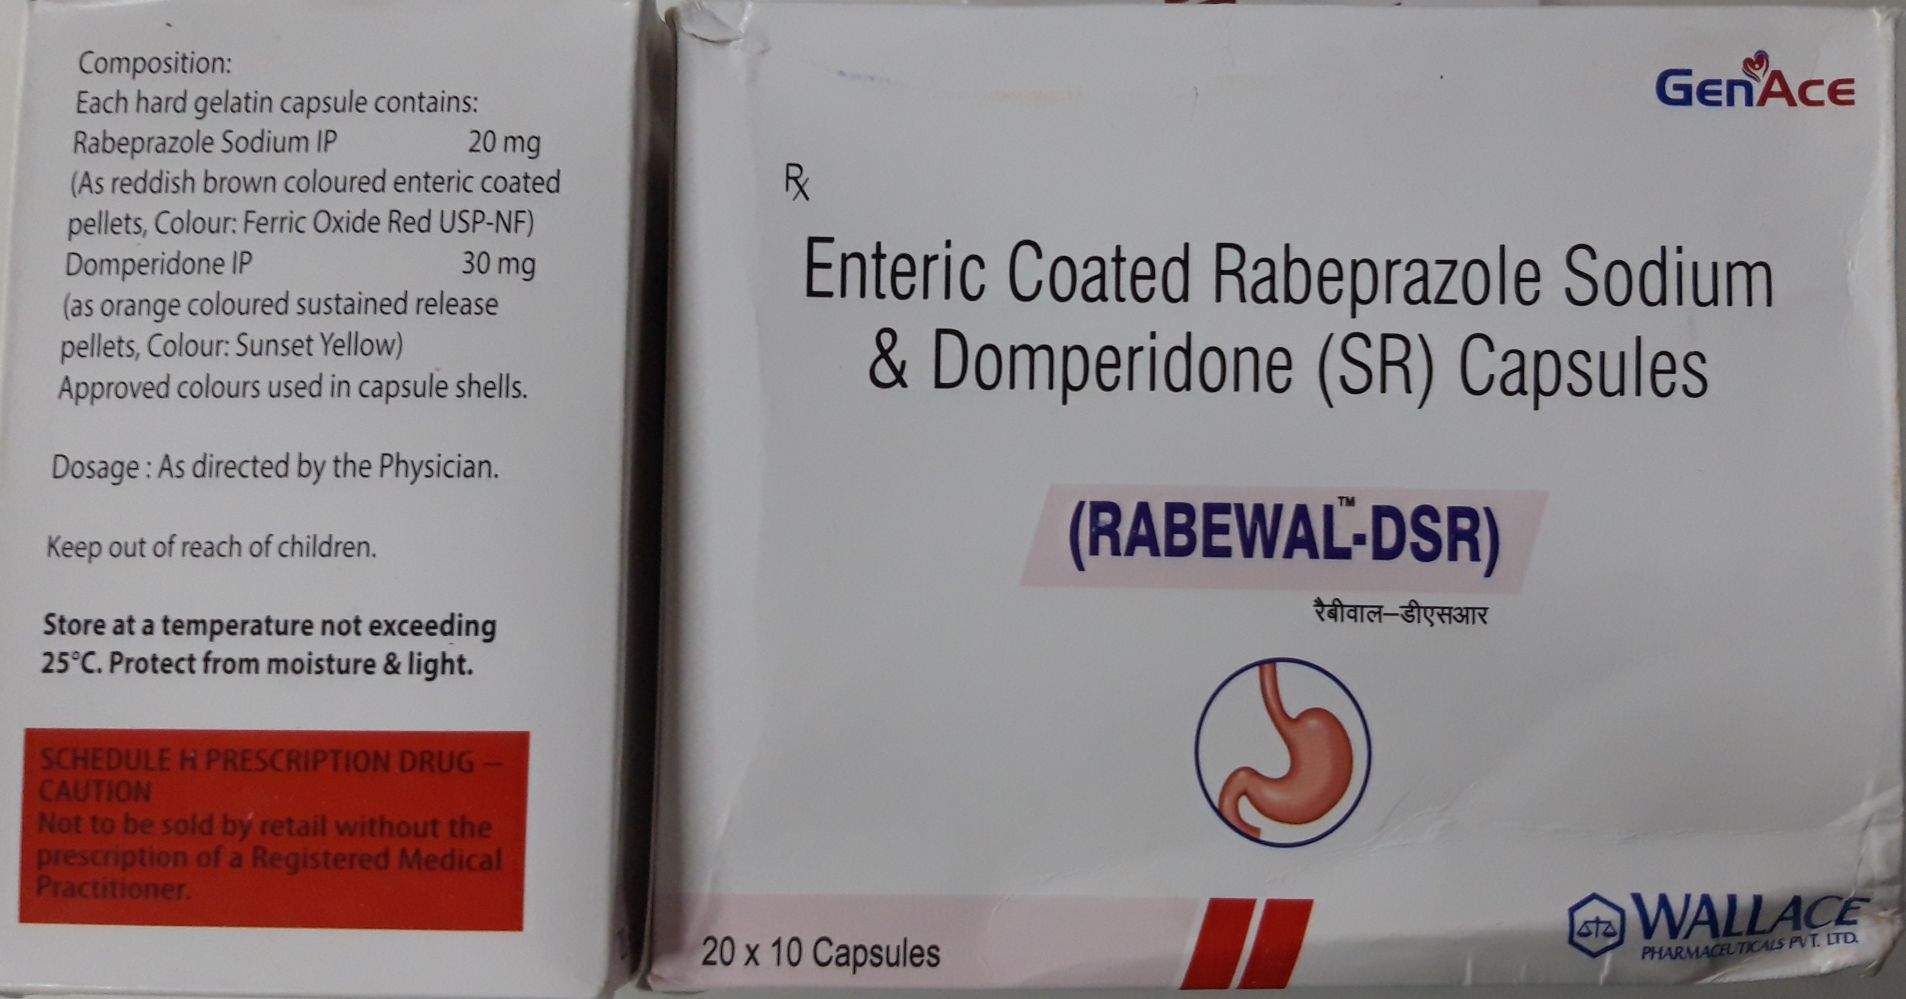 Composition:
Each hard gelatin capsule contains:
Rabeprazole Sodium IP 20 mg
(As reddish brown coloured enteric coated
pellets, Colour: Ferric Oxide Red USP-NF)
Domperidone IP 30 mg
(as orange coloured sustained release
pellets, Colour: Sunset Yellow)
Approved colours used in capsule shells.
Dosage : As directed by the Physician.
Keep out of reach of children.
Store at a temperature not exceeding
25°C. Protect from moisture & light.
SCHEDULE H PRESCRIPTION DRUG –
CAUTION
Not to be sold by retail without the
prescription of a Registered Medical
Practitioner.
GenAce
Rx
Enteric Coated Rabeprazole Sodium
& Domperidone (SR) Capsules
(RABEWAL™-DSR)
रैबीवाल–डीएसआर
20 x 10 Capsules
WALLACE
PHARMACEUTICALS PVT. LTD.